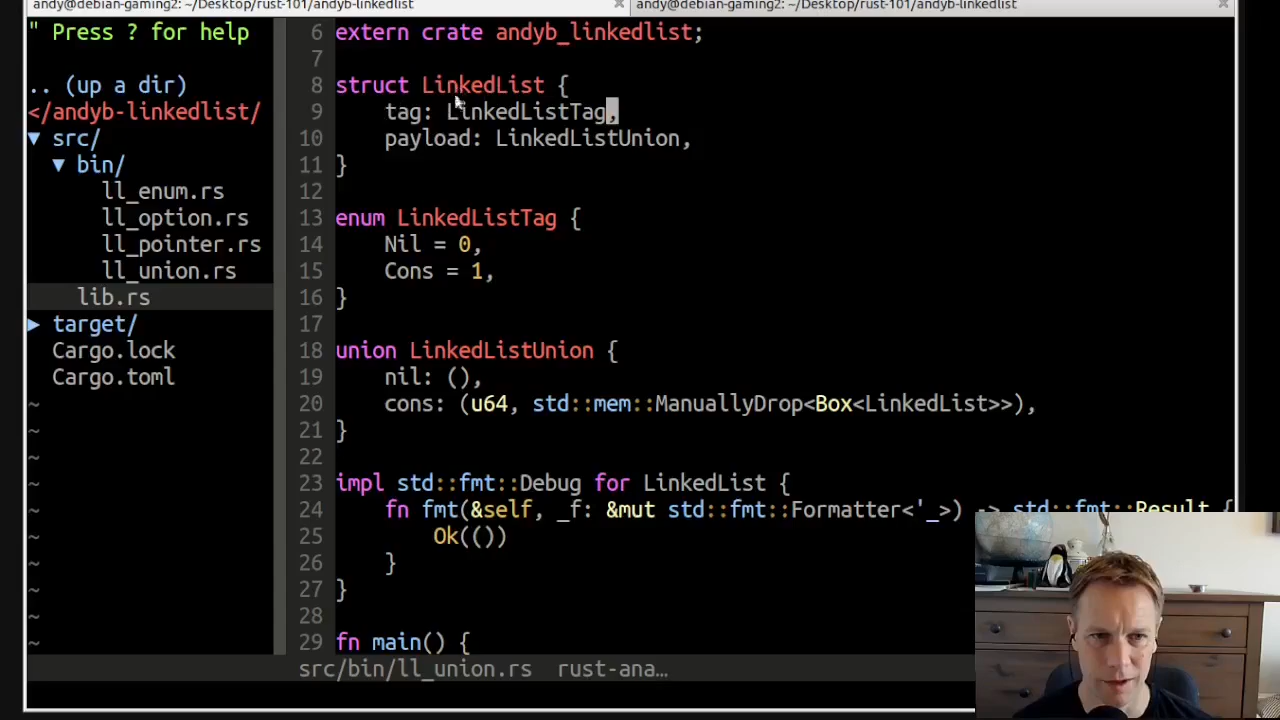 andy@debian-gaming2: ~/Desktop/rust-101/andyb-linkedlist
andy@debian-gaming2: ~/Desktop/rust-101/andyb-linkedlist
" Press ? for help
.. (up a dir)
</andyb-linkedlist/
▼ src/
▼ bin/
ll_enum.rs
ll_option.rs
ll_pointer.rs
ll_union.rs
lib.rs
▶ target/
Cargo.lock
Cargo.toml
~
~
~
~
~
~
~
~
~
~
6 extern crate andyb_linkedlist;
7
8 struct LinkedList {
9 tag: LinkedListTag,
10 payload: LinkedListUnion,
11 }
12
13 enum LinkedListTag {
14 Nil = 0,
15 Cons = 1,
16 }
17
18 union LinkedListUnion {
19 nil: (),
20 cons: (u64, std::mem::ManuallyDrop<Box<LinkedList>>),
21 }
22
23 impl std::fmt::Debug for LinkedList {
24 fn fmt(&self, _f: &mut std::fmt::Formatter<'_>) -> std::fmt::Result {
25 Ok(())
26 }
27 }
28
29 fn main() {
src/bin/ll_union.rs rust-ana…